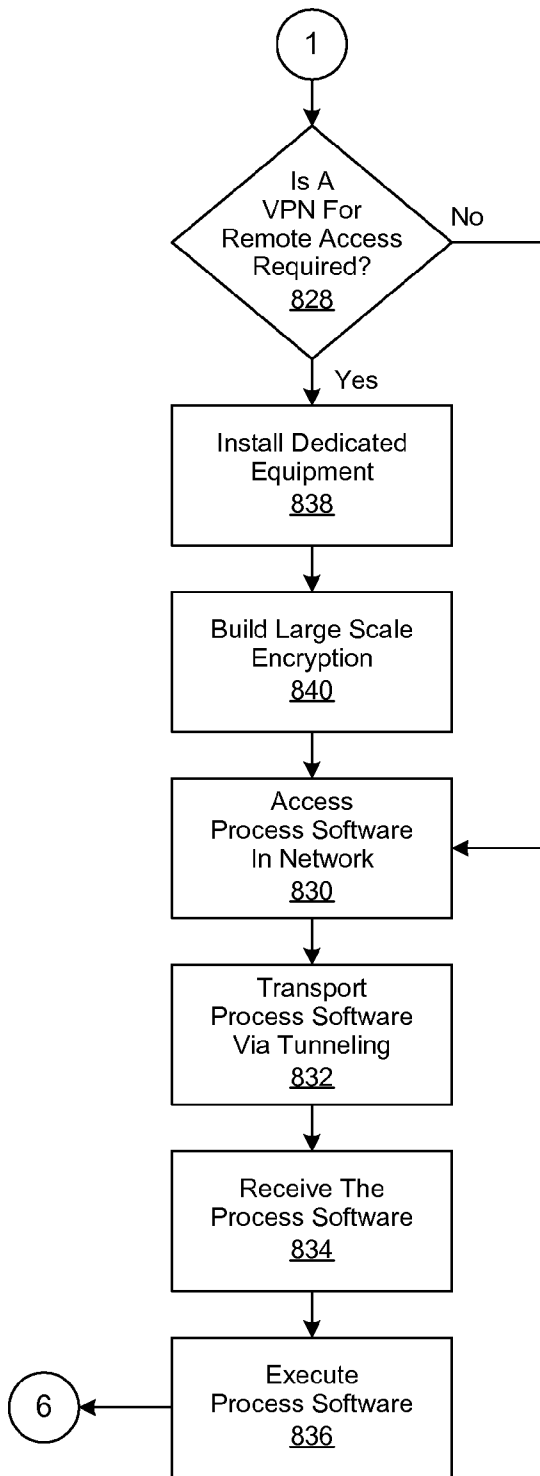 1
Is A
VPN For
Remote Access
Required?
828
No
Yes
Install Dedicated
Equipment
838
Build Large Scale
Encryption
840
Access
Process Software
In Network
830
Transport
Process Software
Via Tunneling
832
Receive The
Process Software
834
Execute
Process Software
836
6